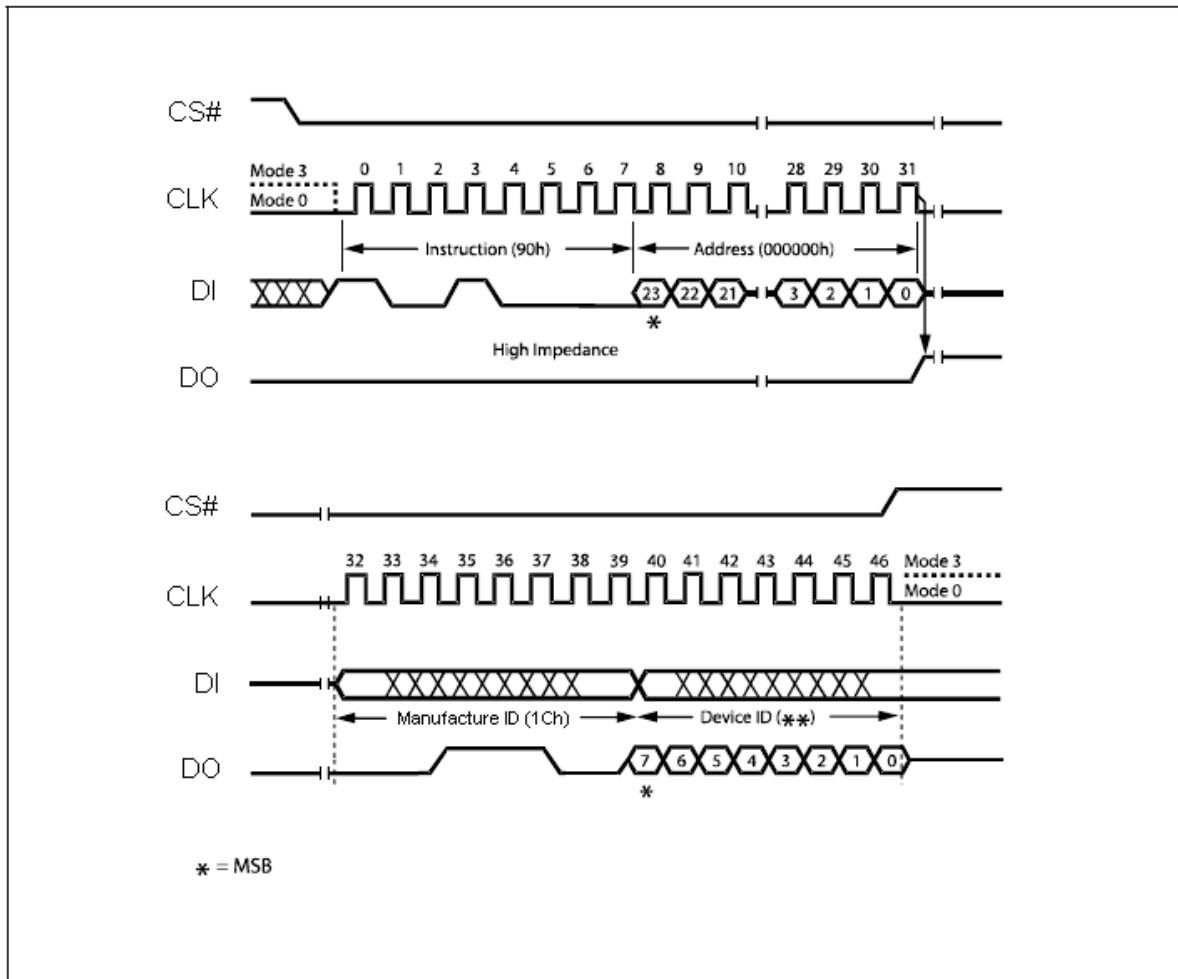 CS#
Mode 3 0 1 2 3 4 5 6 7 8 9 10 28 29 30 31
CLK Mode 0
Instruction (90h) Address (000000h)
DI 23 22 21 3 2 1 0
*
High Impedance
DO
CS#
32 33 34 35 36 37 38 39 40 41 42 43 44 45 46 Mode 3
CLK Mode 0
DI
Manufacture ID (1Ch) Device ID (**)
DO 7 6 5 4 3 2 1 0
*
* = MSB